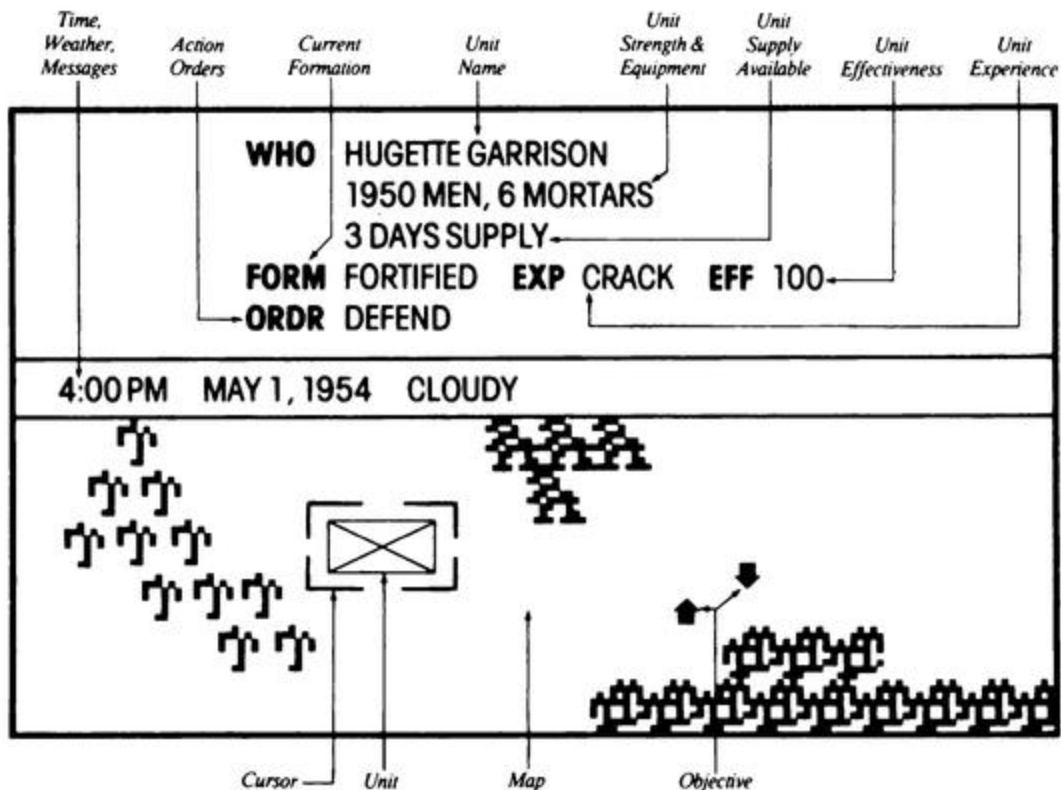 Time,
Weather,
Messages
Action
Orders
Current
Formation
Unit
Name
Unit
Strength &
Equipment
Unit
Supply
Available
Unit
Effectiveness
Unit
Experience
WHO HUGETTE GARRISON
1950 MEN, 6 MORTARS
3 DAYS SUPPLY
FORM FORTIFIED EXP CRACK EFF 100
ORDR DEFEND
4:00 PM MAY 1, 1954 CLOUDY
Cursor
Unit
Map
Objective